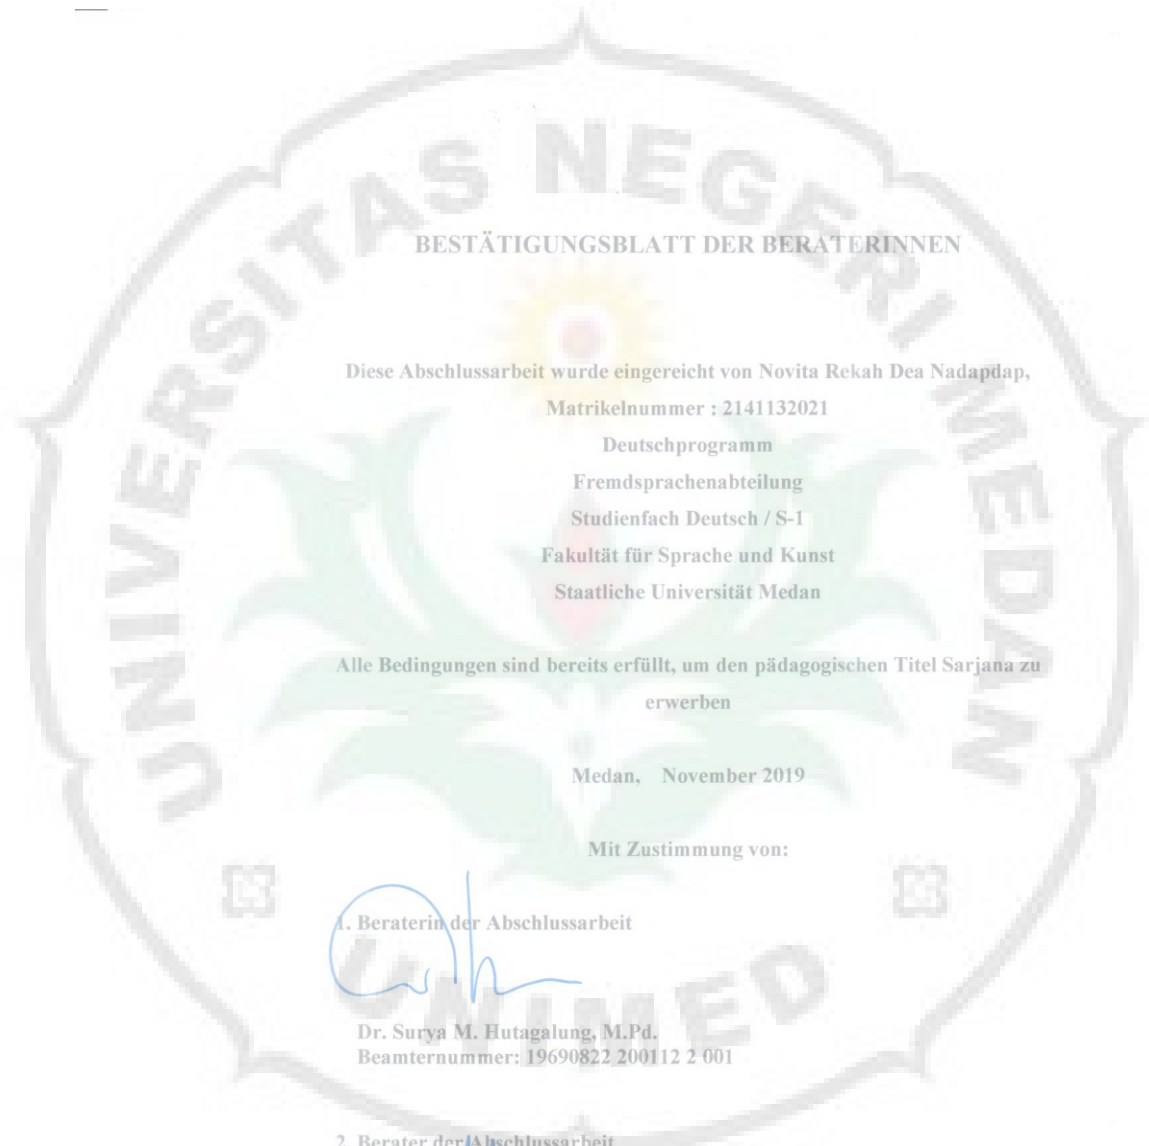 UNIVERSITAS NEGERI MEDAN
BESTÄTIGUNGSBLATT DER BERATERINNEN
Diese Abschlussarbeit wurde eingereicht von Novita Rekah Dea Nadapdap,
Matrikelnummer : 2141132021
Deutschprogramm
Fremdsprachenabteilung
Studienfach Deutsch / S-1
Fakultät für Sprache und Kunst
Staatliche Universität Medan
Alle Bedingungen sind bereits erfüllt, um den pädagogischen Titel Sarjana zu
erwerben
Medan, November 2019
Mit Zustimmung von:
1. Beraterin der Abschlussarbeit
UNIMED
Dr. Surya M. Hutagalung, M.Pd.
Beamternummer: 19690822 200112 2 001
2. Berater der Abschlussarbeit